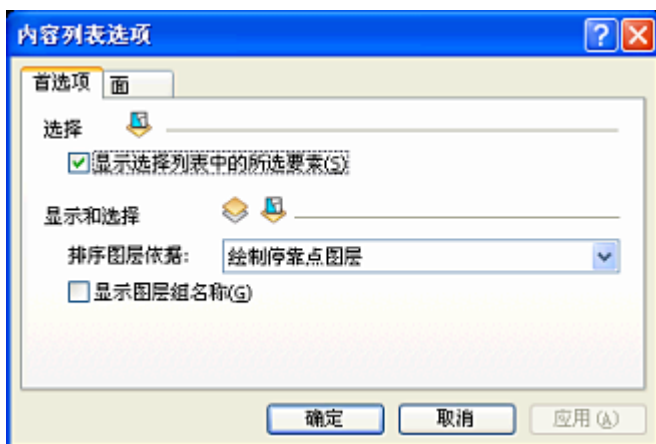 内容列表选项
首选项 面
选择
显示选择列表中的所选要素(S)
显示和选择
排序图层依据: 绘制停靠点图层
显示图层组名称(G)
确定 取消 应用(A)